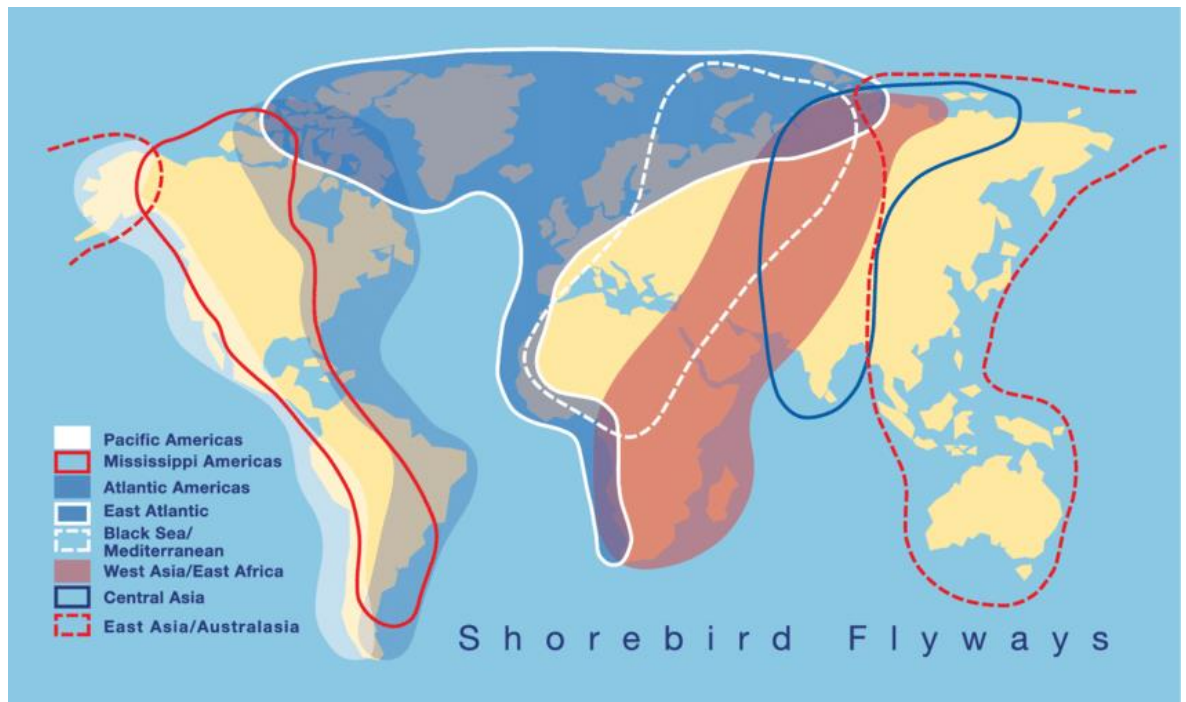 Pacific Americas
Mississippi Americas
Atlantic Americas
East Atlantic
Black Sea/
Mediterranean
West Asia/East Africa
Central Asia
East Asia/Australasia
Shorebird Flyways